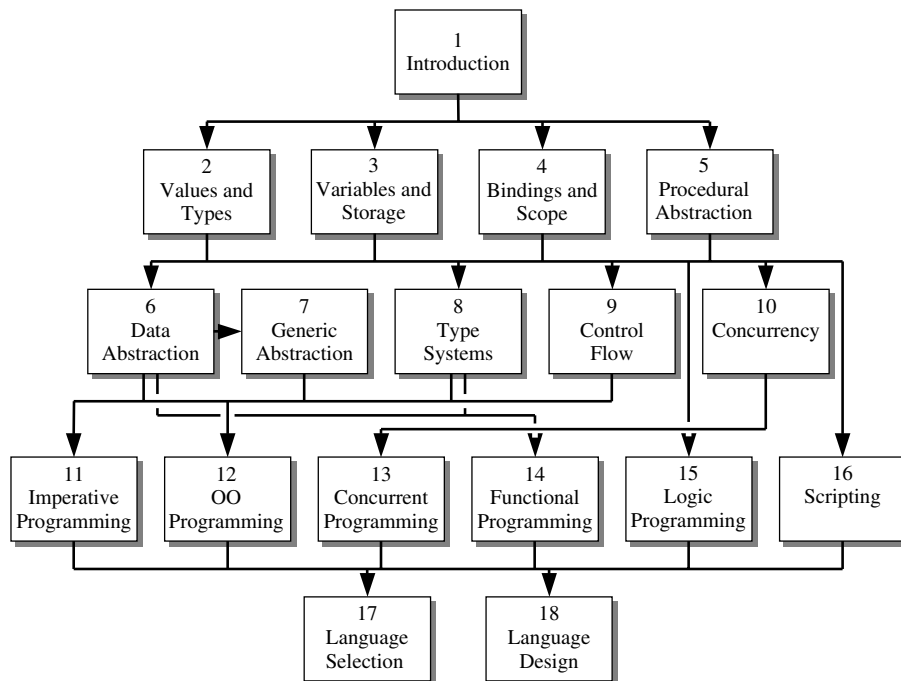 1
Introduction
2
Values and
Types
3
Variables and
Storage
4
Bindings and
Scope
5
Procedural
Abstraction
6
Data
Abstraction
7
Generic
Abstraction
8
Type
Systems
9
Control
Flow
10
Concurrency
11
Imperative
Programming
12
OO
Programming
13
Concurrent
Programming
14
Functional
Programming
15
Logic
Programming
16
Scripting
17
Language
Selection
18
Language
Design